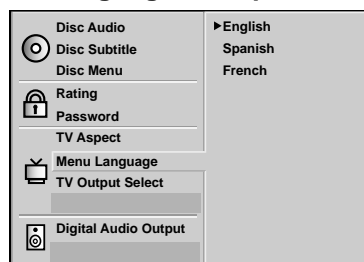 Disc Audio
Disc Subtitle
Disc Menu
Rating
Password
TV Aspect
Menu Language
TV Output Select
Digital Audio Output
▶English
Spanish
French